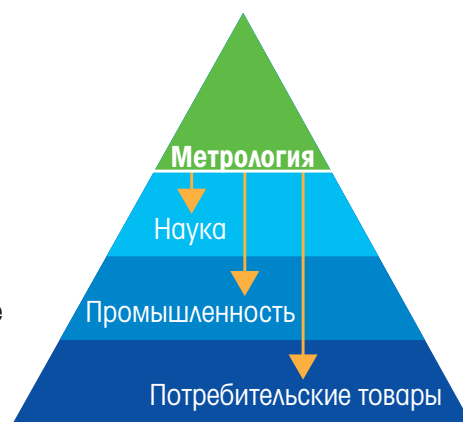 Метрология
Наука
е
Промышленность
Потребительские товары